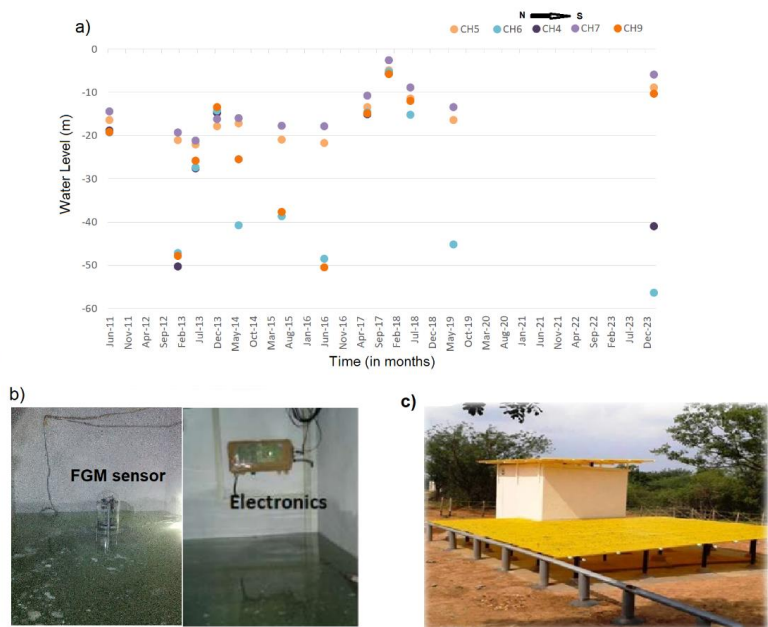 a)
N S
CH5 CH6 CH4 CH7 CH9
0
-10
-20
-30
-40
-50
-60
Water Level (m)
Jun-11 Nov-11 Apr-12 Sep-12 Feb-13 Jul-13 Dec-13 May-14 Oct-14 Mar-15 Aug-15 Jan-16 Jun-16 Nov-16 Apr-17 Sep-17 Feb-18 Jul-18 Dec-18 May-19 Oct-19 Mar-20 Aug-20 Jan-21 Jun-21 Nov-21 Apr-22 Sep-22 Feb-23 Jul-23 Dec-23
Time (in months)
b)
FGM sensor
Electronics
c)